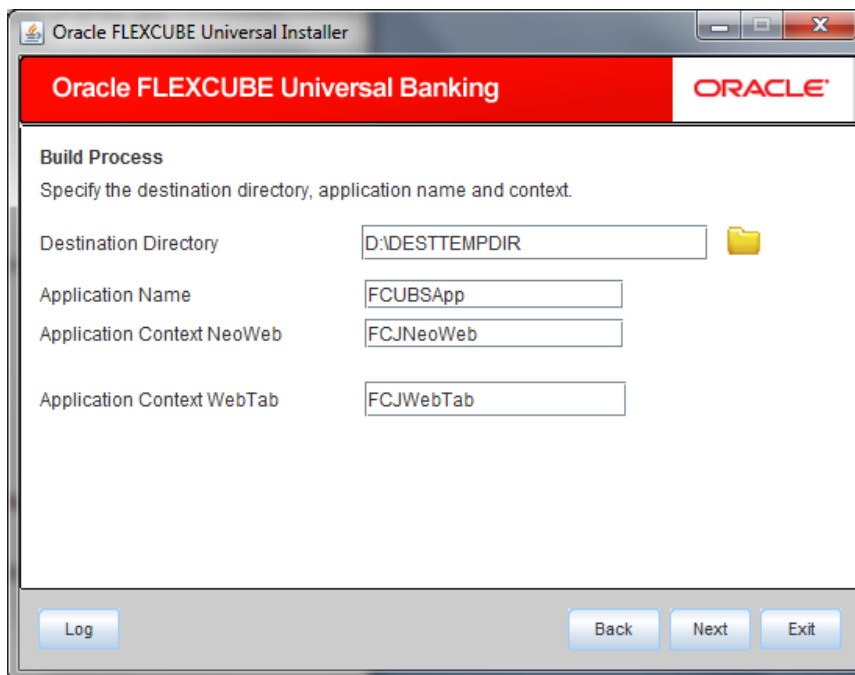 Oracle FLEXCUBE Universal Installer
Oracle FLEXCUBE Universal Banking ORACLE®
Build Process
Specify the destination directory, application name and context.
Destination Directory D:\DESTTEMPDIR
Application Name FCUBSApp
Application Context NeoWeb FCJNeoWeb
Application Context WebTab FCJWebTab
Log Back Next Exit